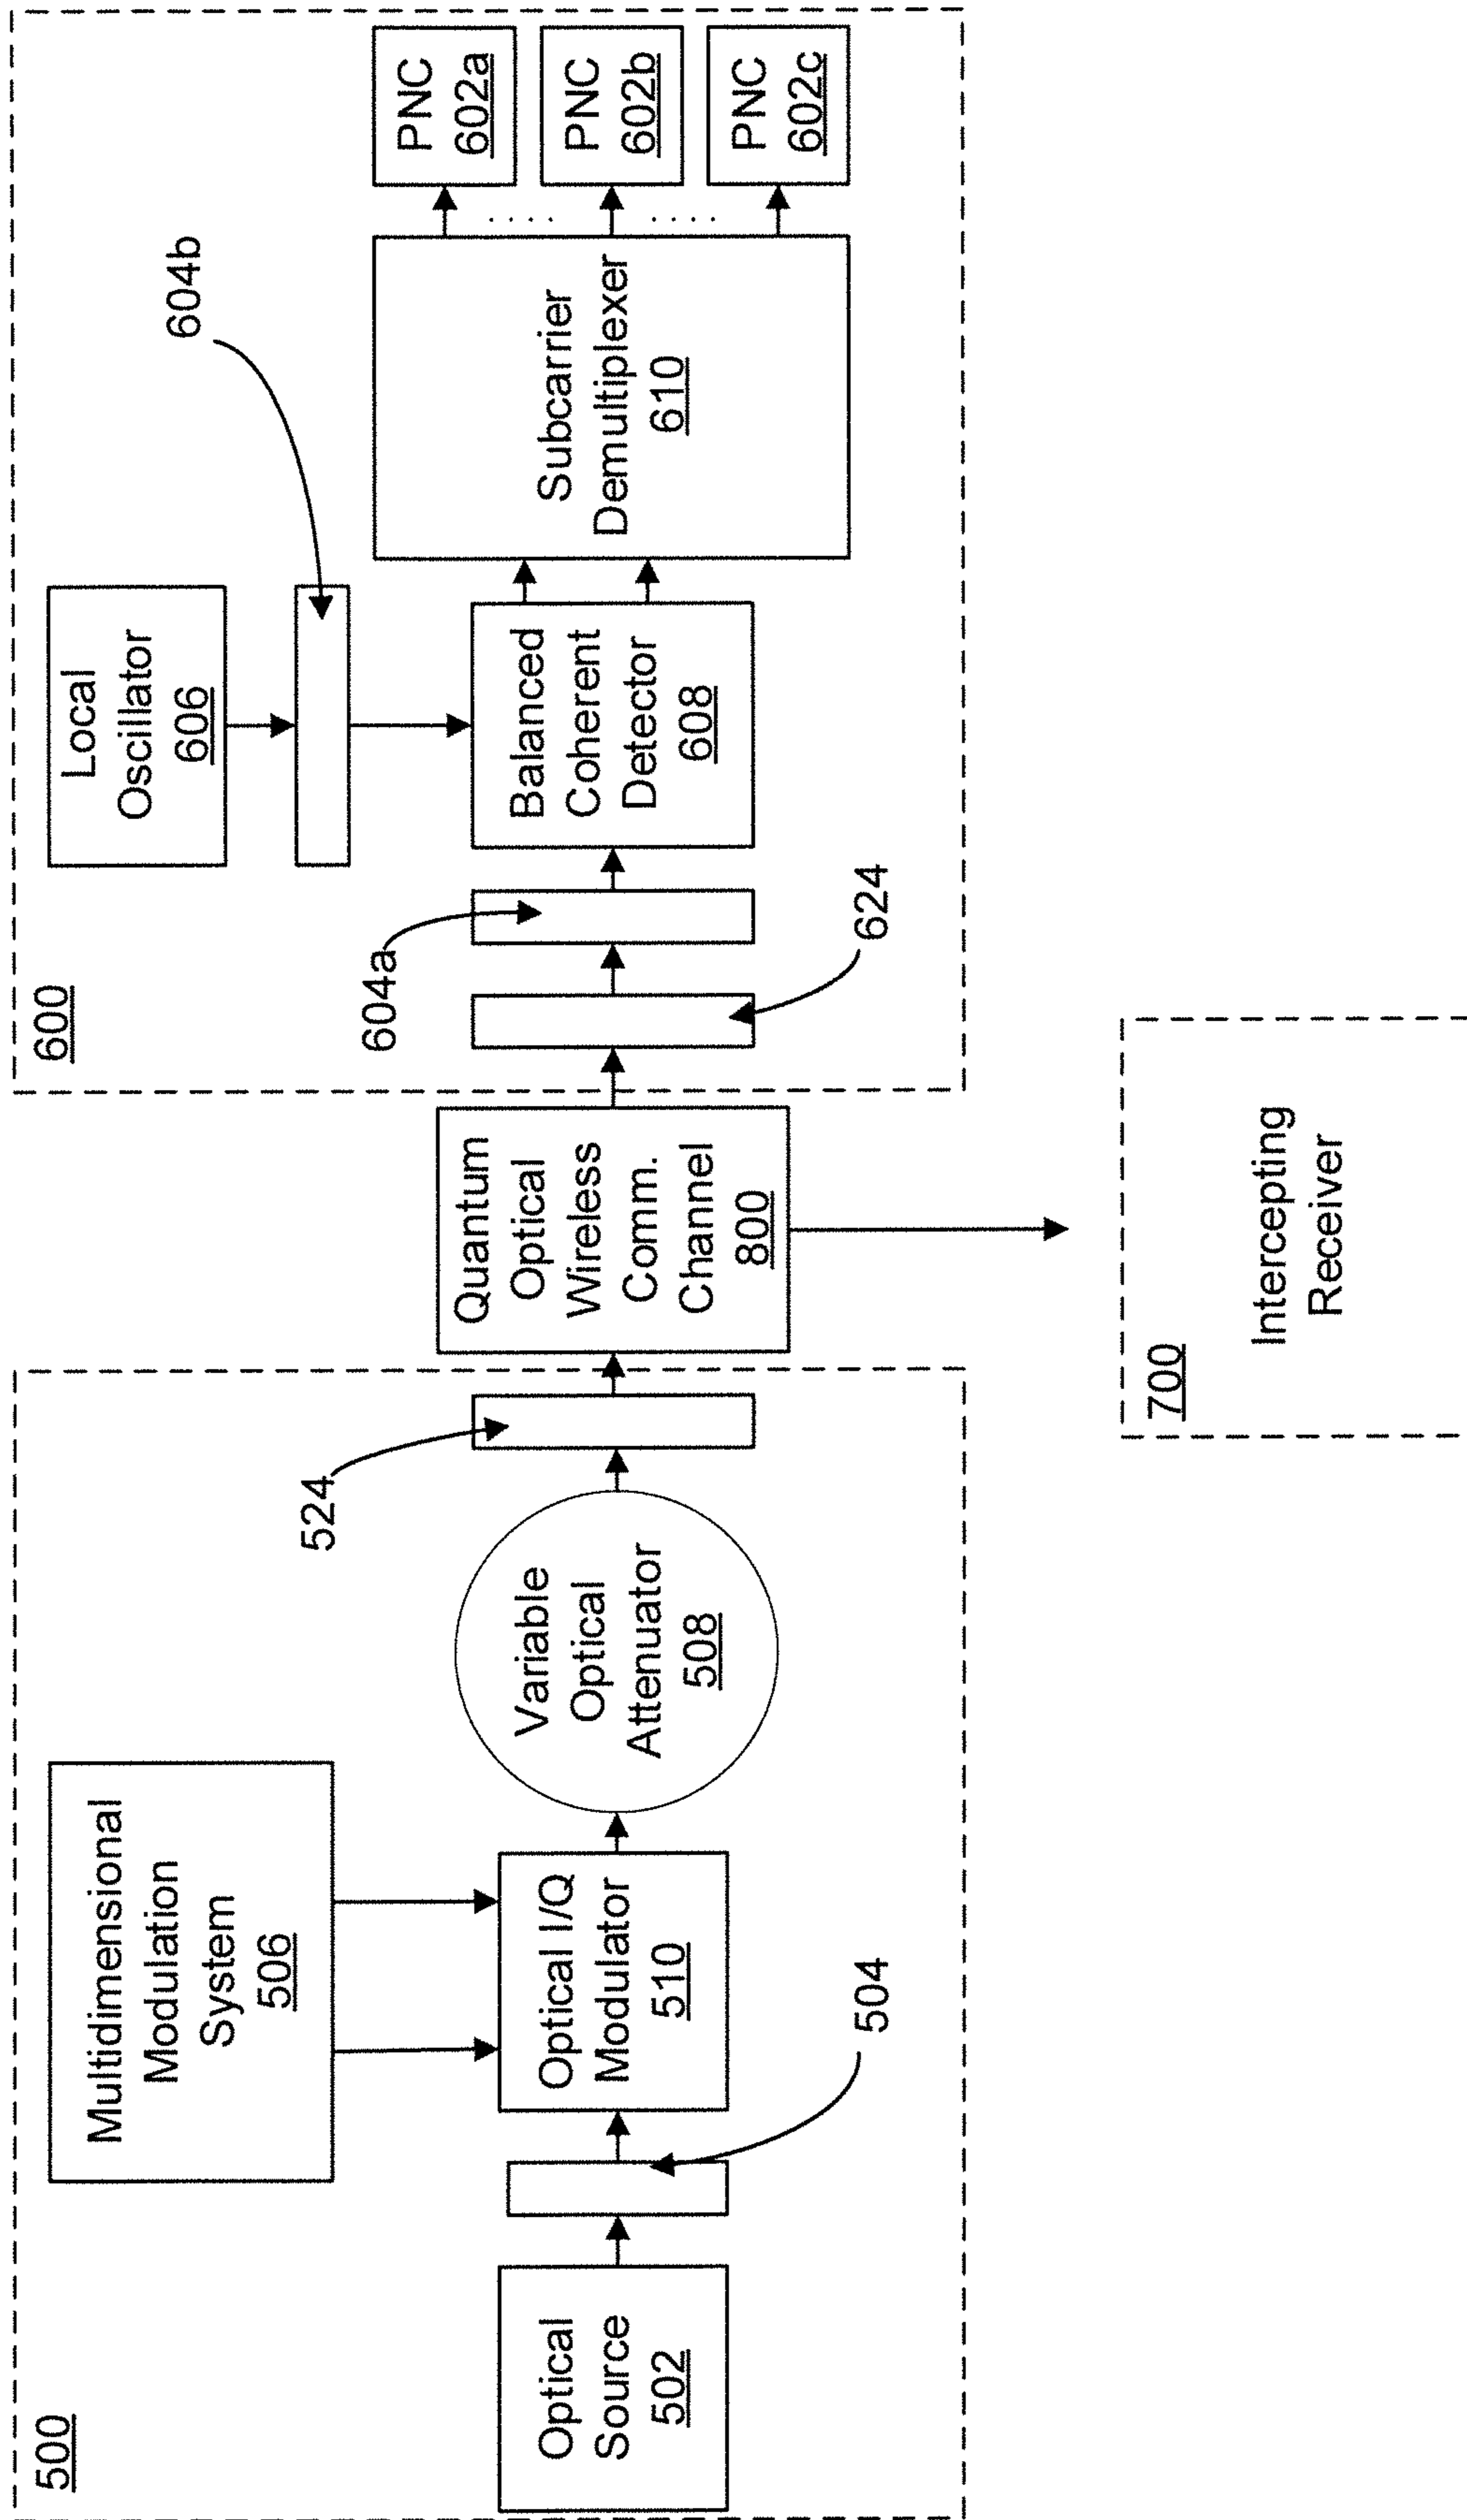 500
Optical
Source
502
504
Multidimensional
Modulation
System
506
Optical I/Q
Modulator
510
Variable
Optical
Attenuator
508
524
Quantum
Optical
Wireless
Comm.
Channel
800
700
Intercepting
Receiver
600
624
604a
Local
Oscillator
606
604b
Balanced
Coherent
Detector
608
Subcarrier
Demultiplexer
610
PNC
602a
....
PNC
602b
....
PNC
602c